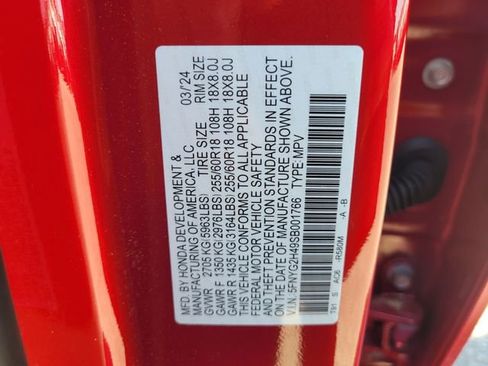 MFD. BY HONDA DEVELOPMENT & 03/24
MANUFACTURING OF AMERICA, LLC
TIRE SIZE RIM SIZE
GVWR 2705 KG (5963LBS)
GAWR F 1350 KG (2976LBS) 255/60R18 108H 18X8.0J
GAWR R 1435 KG (3164LBS) 255/60R18 108H 18X8.0J
THIS VEHICLE CONFORMS TO ALL APPLICABLE
FEDERAL MOTOR VEHICLE SAFETY
AND THEFT PREVENTION STANDARDS IN EFFECT
ON THE DATE OF MANUFACTURE SHOWN ABOVE.
V.I.N. 5FNYG2H49SB001766 TYPE: MPV
T91 S AC6 -R580M -A -B